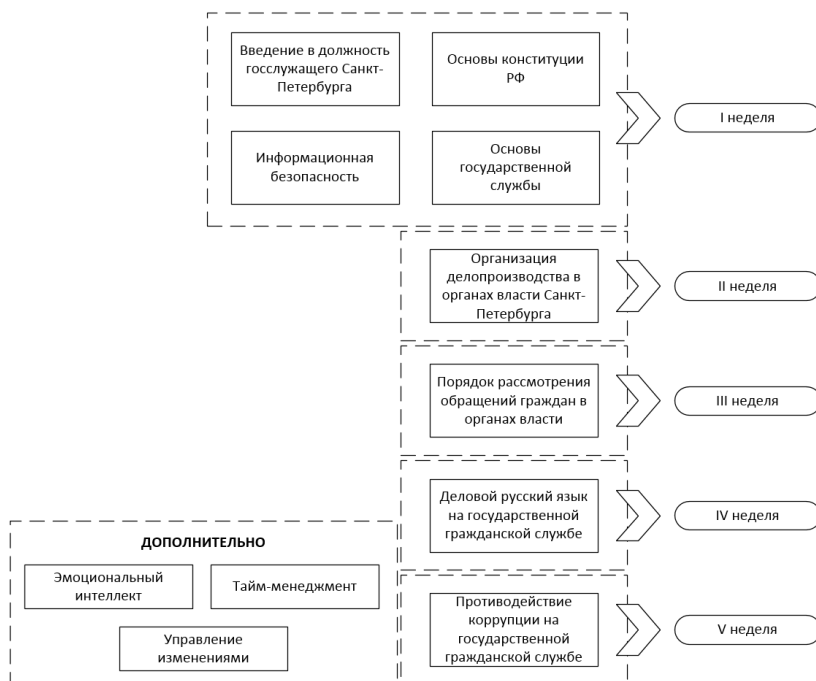 Введение в должность
госслужащего Санкт-
Петербурга
Основы конституции
РФ
I неделя
Информационная
безопасность
Основы
государственной
службы
Организация
делопроизводства в
органах власти Санкт-
Петербурга
II неделя
Порядок рассмотрения
обращений граждан в
органах власти
III неделя
Деловой русский язык
на государственной
гражданской службе
IV неделя
ДОПОЛНИТЕЛЬНО
Эмоциональный
интеллект
Тайм-менеджмент
Управление
изменениями
Противодействие
коррупции на
государственной
гражданской службе
V неделя